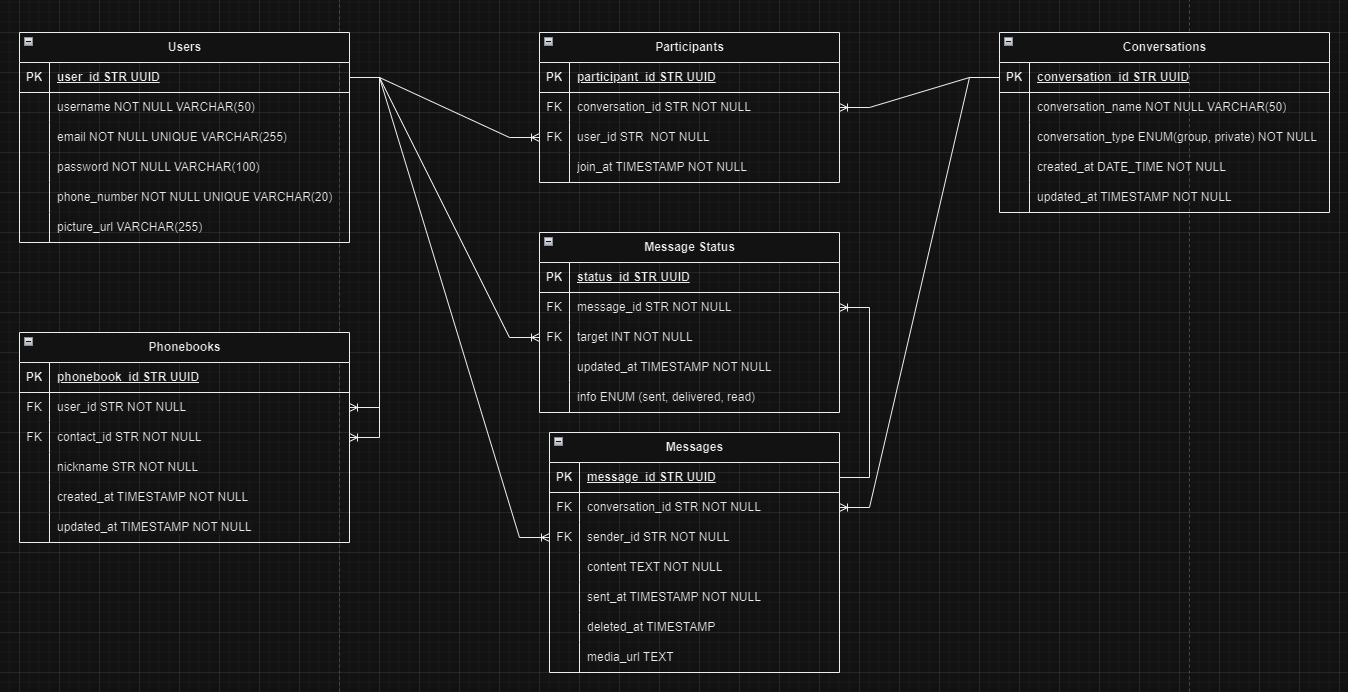 Users
PK user_id STR UUID
username NOT NULL VARCHAR(50)
email NOT NULL UNIQUE VARCHAR(255)
password NOT NULL VARCHAR(100)
phone_number NOT NULL UNIQUE VARCHAR(20)
picture_url VARCHAR(255)
Phonebooks
PK phonebook_id STR UUID
FK user_id STR NOT NULL
FK contact_id STR NOT NULL
nickname STR NOT NULL
created_at TIMESTAMP NOT NULL
updated_at TIMESTAMP NOT NULL
Participants
PK participant_id STR UUID
FK conversation_id STR NOT NULL
FK user_id STR  NOT NULL
join_at TIMESTAMP NOT NULL
Message Status
PK status_id STR UUID
FK message_id STR NOT NULL
FK target INT NOT NULL
updated_at TIMESTAMP NOT NULL
info ENUM (sent, delivered, read)
Messages
PK message_id STR UUID
FK conversation_id STR NOT NULL
FK sender_id STR NOT NULL
content TEXT NOT NULL
sent_at TIMESTAMP NOT NULL
deleted_at TIMESTAMP
media_url TEXT
Conversations
PK conversation_id STR UUID
conversation_name NOT NULL VARCHAR(50)
conversation_type ENUM(group, private) NOT NULL
created_at DATE_TIME NOT NULL
updated_at TIMESTAMP NOT NULL